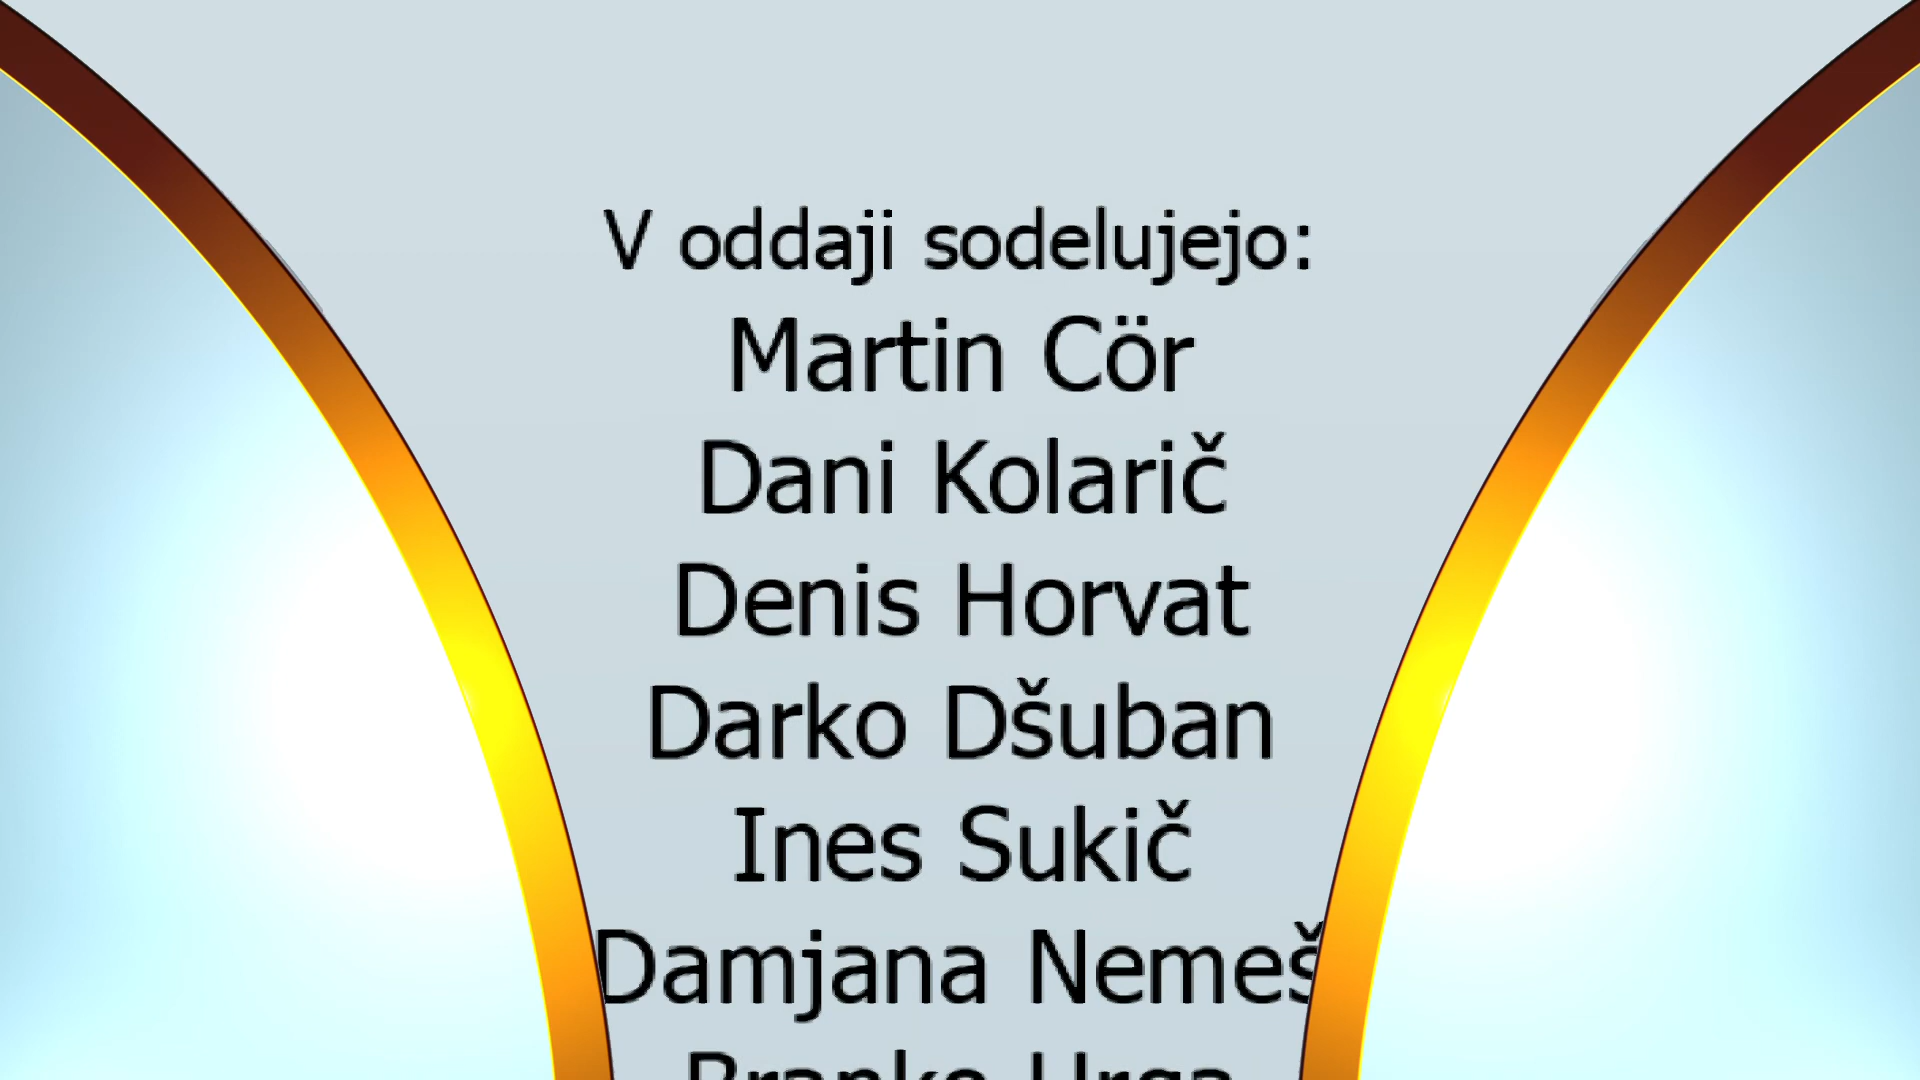 V oddaji sodelujejo:
Martin Cör
Dani Kolarič
Denis Horvat
Darko Dšuban
Ines Sukič
Damjana Nemeš